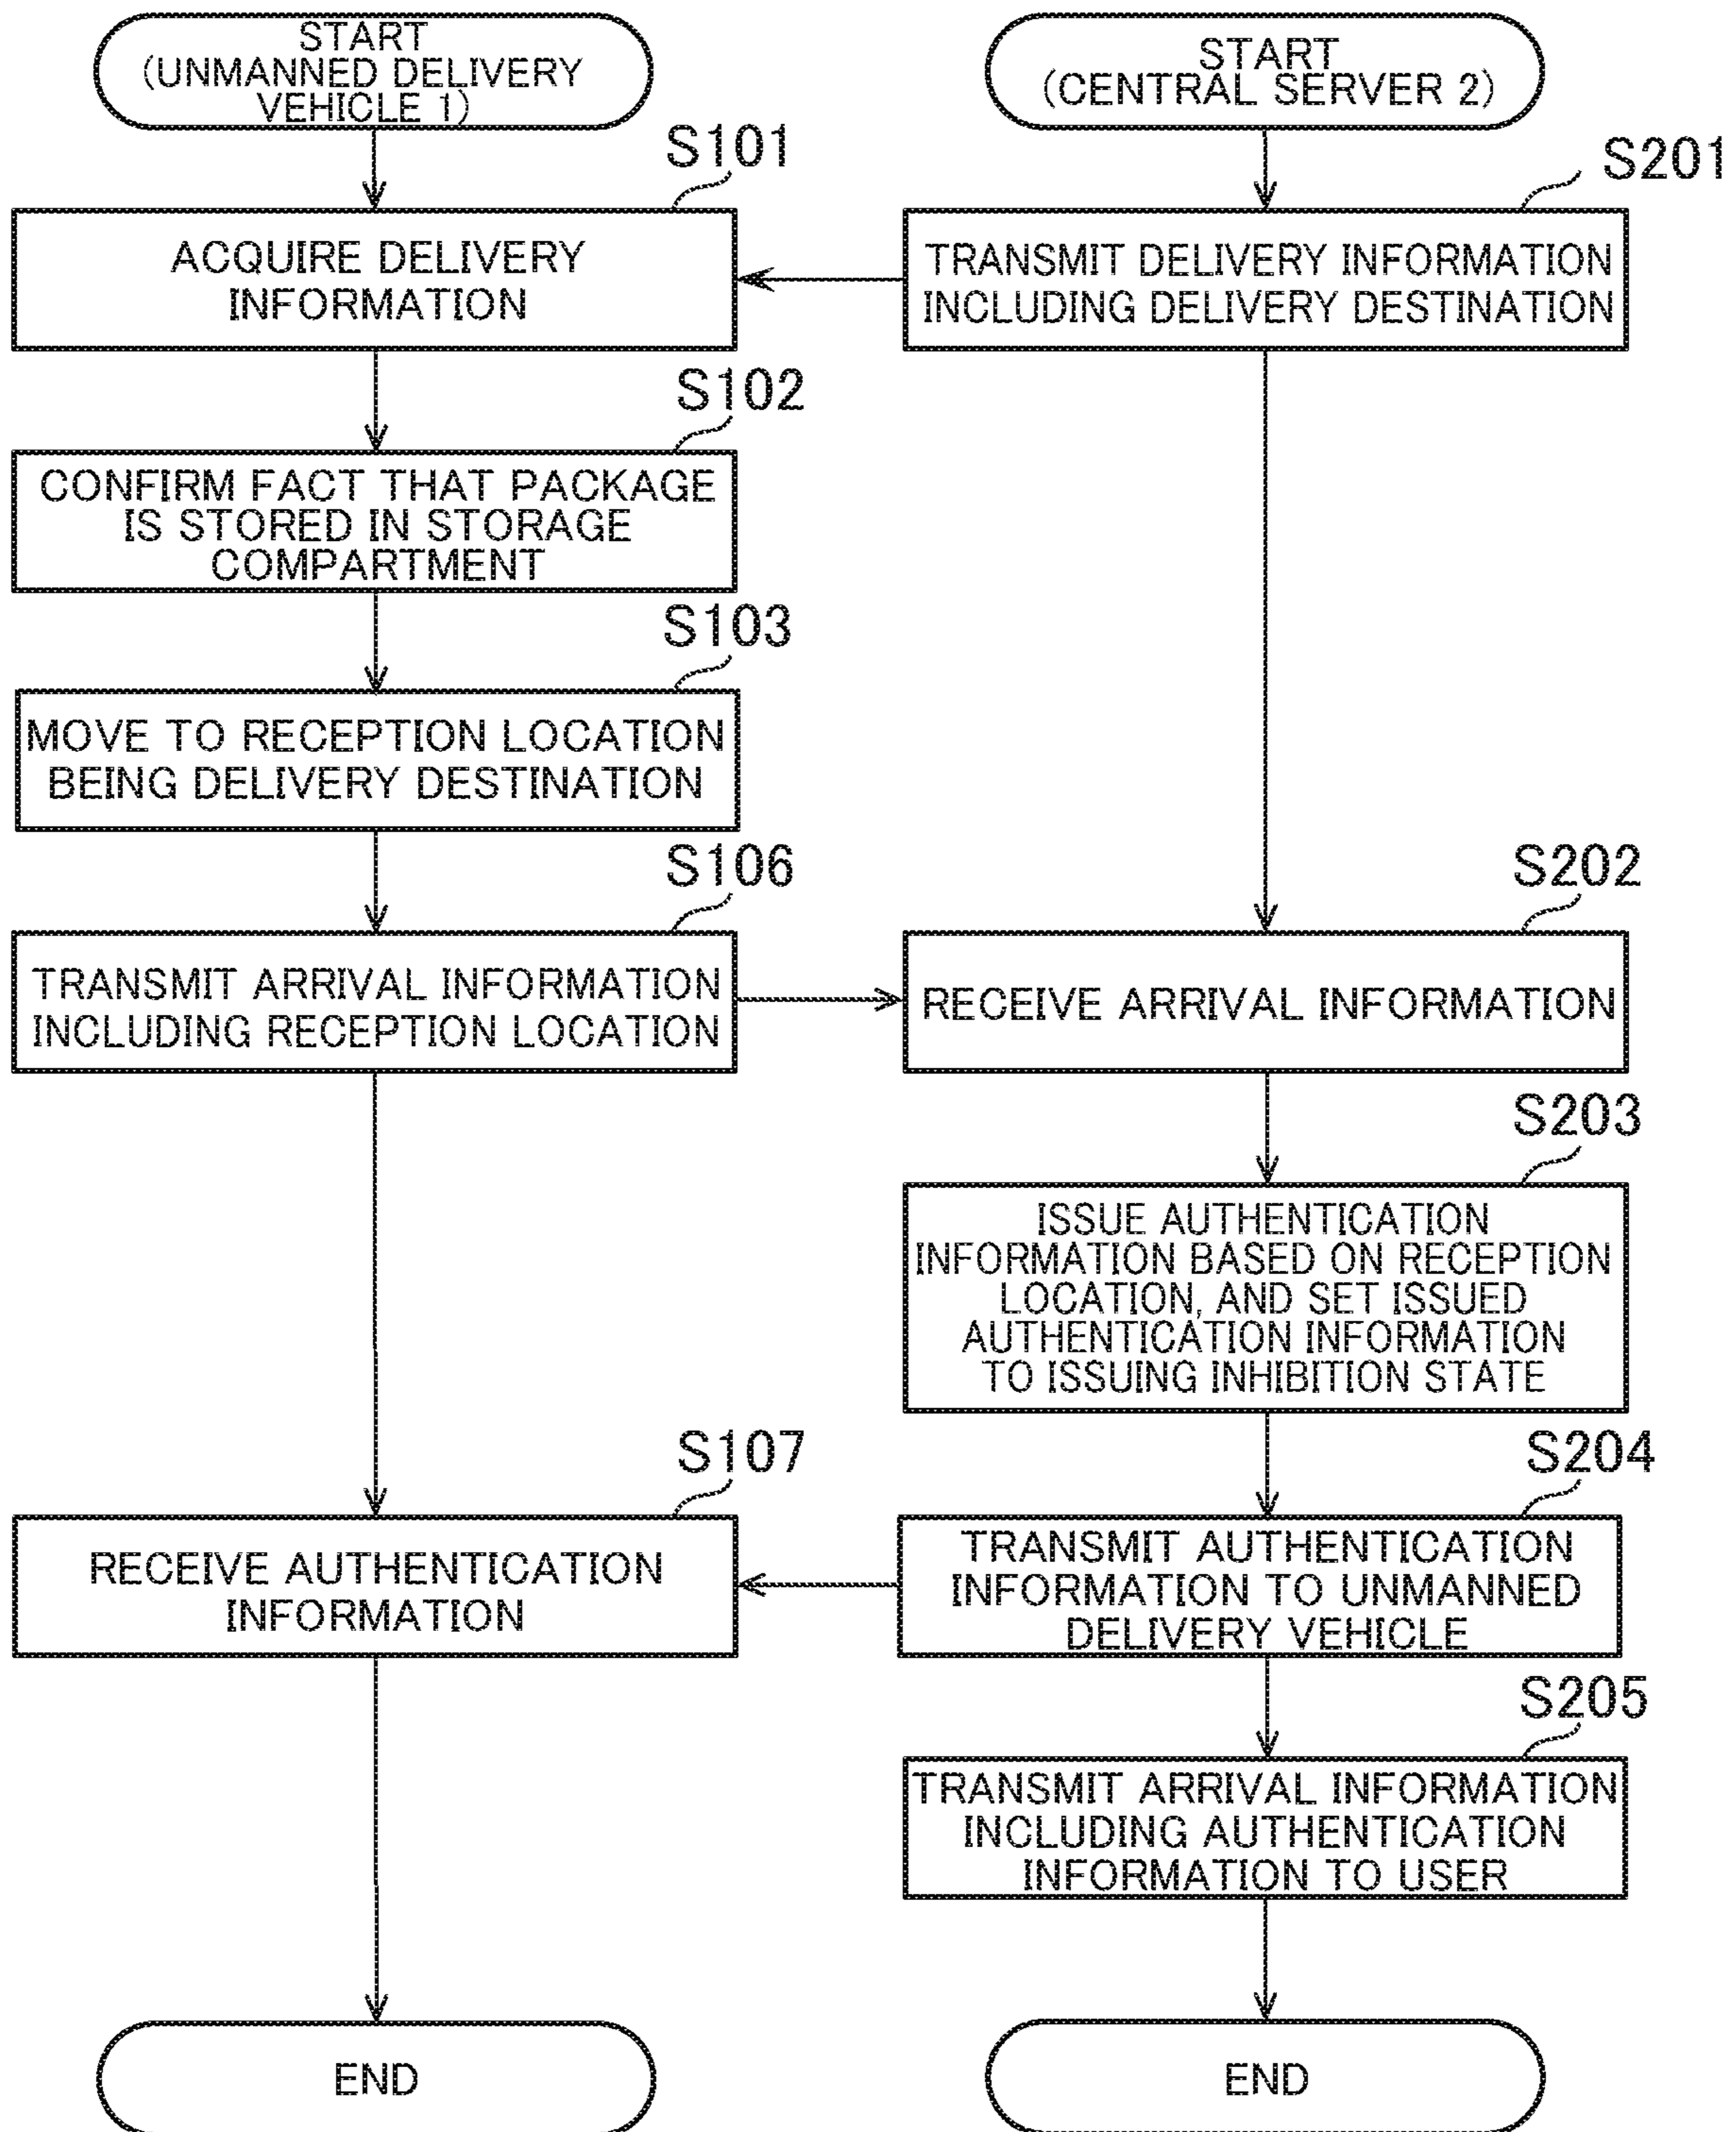 START
(UNMANNED DELIVERY
VEHICLE 1)
START
(CENTRAL SERVER 2)
S101
S201
ACQUIRE DELIVERY
INFORMATION
TRANSMIT DELIVERY INFORMATION
INCLUDING DELIVERY DESTINATION
S102
CONFIRM FACT THAT PACKAGE
IS STORED IN STORAGE
COMPARTMENT
S103
MOVE TO RECEPTION LOCATION
BEING DELIVERY DESTINATION
S106
S202
TRANSMIT ARRIVAL INFORMATION
INCLUDING RECEPTION LOCATION
RECEIVE ARRIVAL INFORMATION
S203
ISSUE AUTHENTICATION
INFORMATION BASED ON RECEPTION
LOCATION, AND SET ISSUED
AUTHENTICATION INFORMATION
TO ISSUING INHIBITION STATE
S107
S204
RECEIVE AUTHENTICATION
INFORMATION
TRANSMIT AUTHENTICATION
INFORMATION TO UNMANNED
DELIVERY VEHICLE
S205
TRANSMIT ARRIVAL INFORMATION
INCLUDING AUTHENTICATION
INFORMATION TO USER
END
END